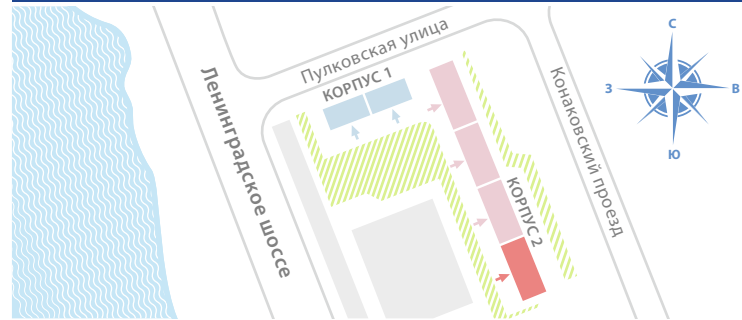 Пулковская улица
КОРПУС 1
Ленинградское шоссе
КОРПУС 2
Конаковский проезд
С
З
В
Ю